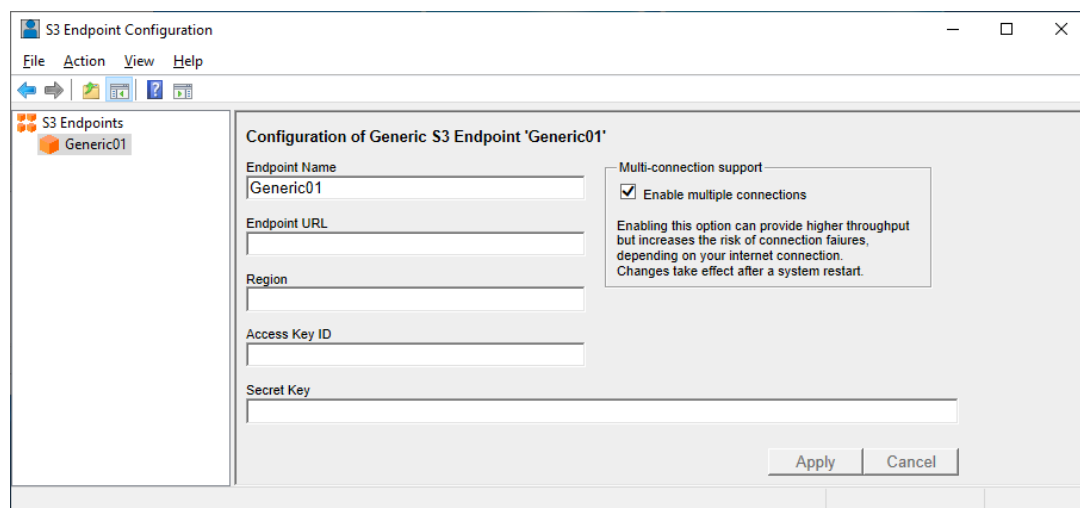 S3 Endpoint Configuration
File Action View Help
S3 Endpoints
Generic01
Configuration of Generic S3 Endpoint 'Generic01'
Endpoint Name
Generic01
Endpoint URL
Region
Access Key ID
Secret Key
Multi-connection support
Enable multiple connections
Enabling this option can provide higher throughput
but increases the risk of connection faiures,
depending on your internet connection.
Changes take effect after a system restart.
Apply Cancel